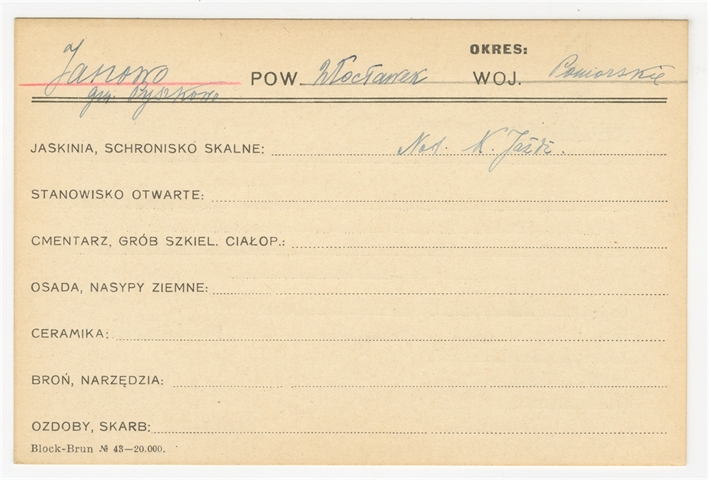 OKRES:
Janowo POW. Włocławek WOJ. Pomorskie
gm. Pyszkowo
JASKINIA, SCHRONISKO SKALNE: Not. K. Jażdż.
STANOWISKO OTWARTE:
CMENTARZ, GRÓB SZKIEL. CIAŁOP.:
OSADA, NASYPY ZIEMNE:
CERAMIKA:
BROŃ, NARZĘDZIA:
OZDOBY, SKARB:
Block-Brun № 43—20.000.